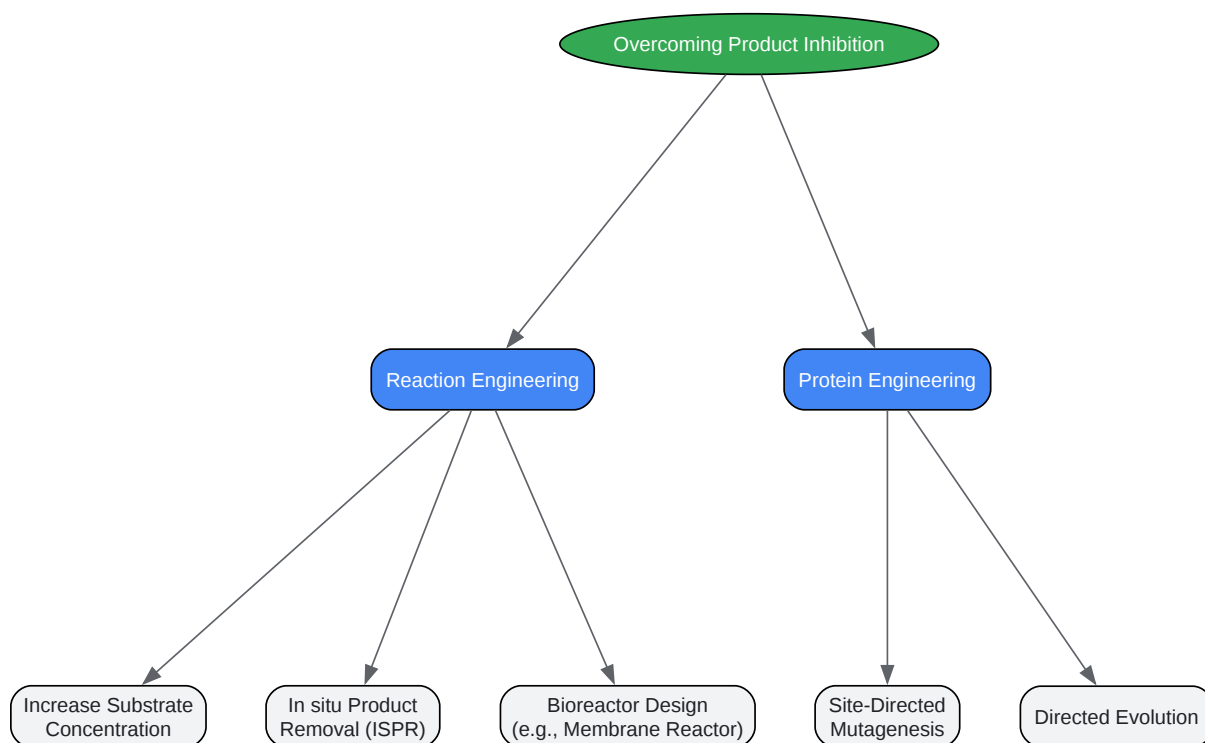 Overcoming Product Inhibition
Reaction Engineering
Protein Engineering
Increase Substrate
Concentration
In situ Product
Removal (ISPR)
Bioreactor Design
(e.g., Membrane Reactor)
Site-Directed
Mutagenesis
Directed Evolution